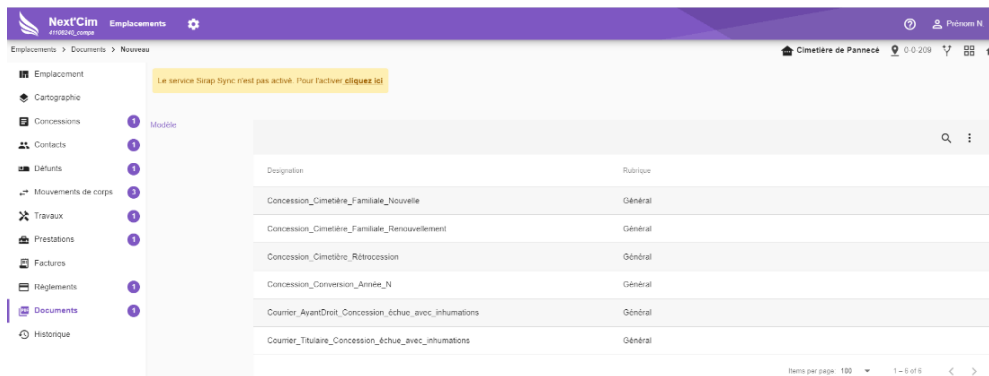 Next'Cim Emplacements
41108240_compa
Prénom N.
Emplacements > Documents > Nouveau
Cimetière de Pannecé 0-0-209
Emplacement
Le service Sirap Sync n'est pas activé. Pour l'activer cliquez ici
Cartographie
Concessions 1
Modèle
Contacts 1
Défunts 1
Designation Rubrique
Mouvements de corps 3
Concession_Cimetière_Familiale_Nouvelle Général
Travaux 1
Concession_Cimetière_Familiale_Renouvellement Général
Prestations 1
Concession_Cimetière_Rétrocession Général
Factures
Concession_Conversion_Année_N Général
Règlements 1
Documents 1
Courrier_AyantDroit_Concession_échue_avec_inhumations Général
Historique
Courrier_Titulaire_Concession_échue_avec_inhumations Général
Items per page: 100 1 – 6 of 6